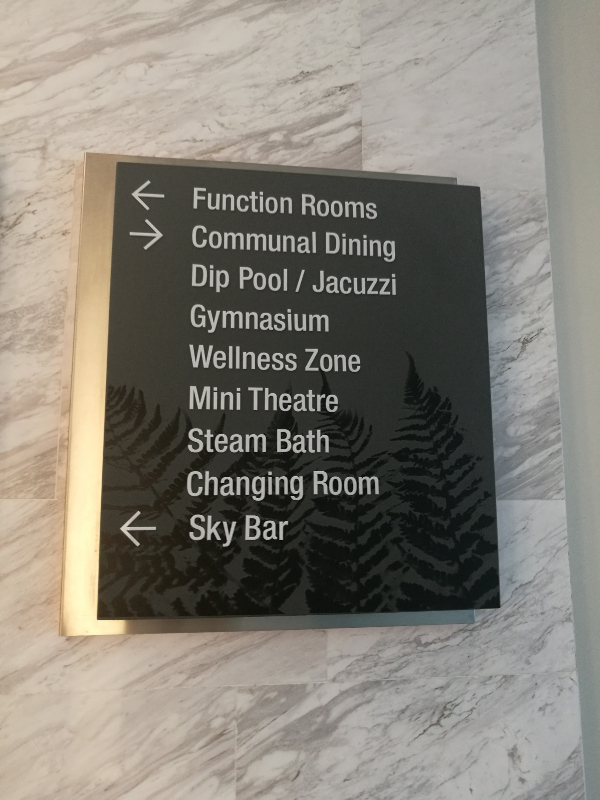 ← Function Rooms
→ Communal Dining
Dip Pool / Jacuzzi
Gymnasium
Wellness Zone
Mini Theatre
Steam Bath
Changing Room
← Sky Bar